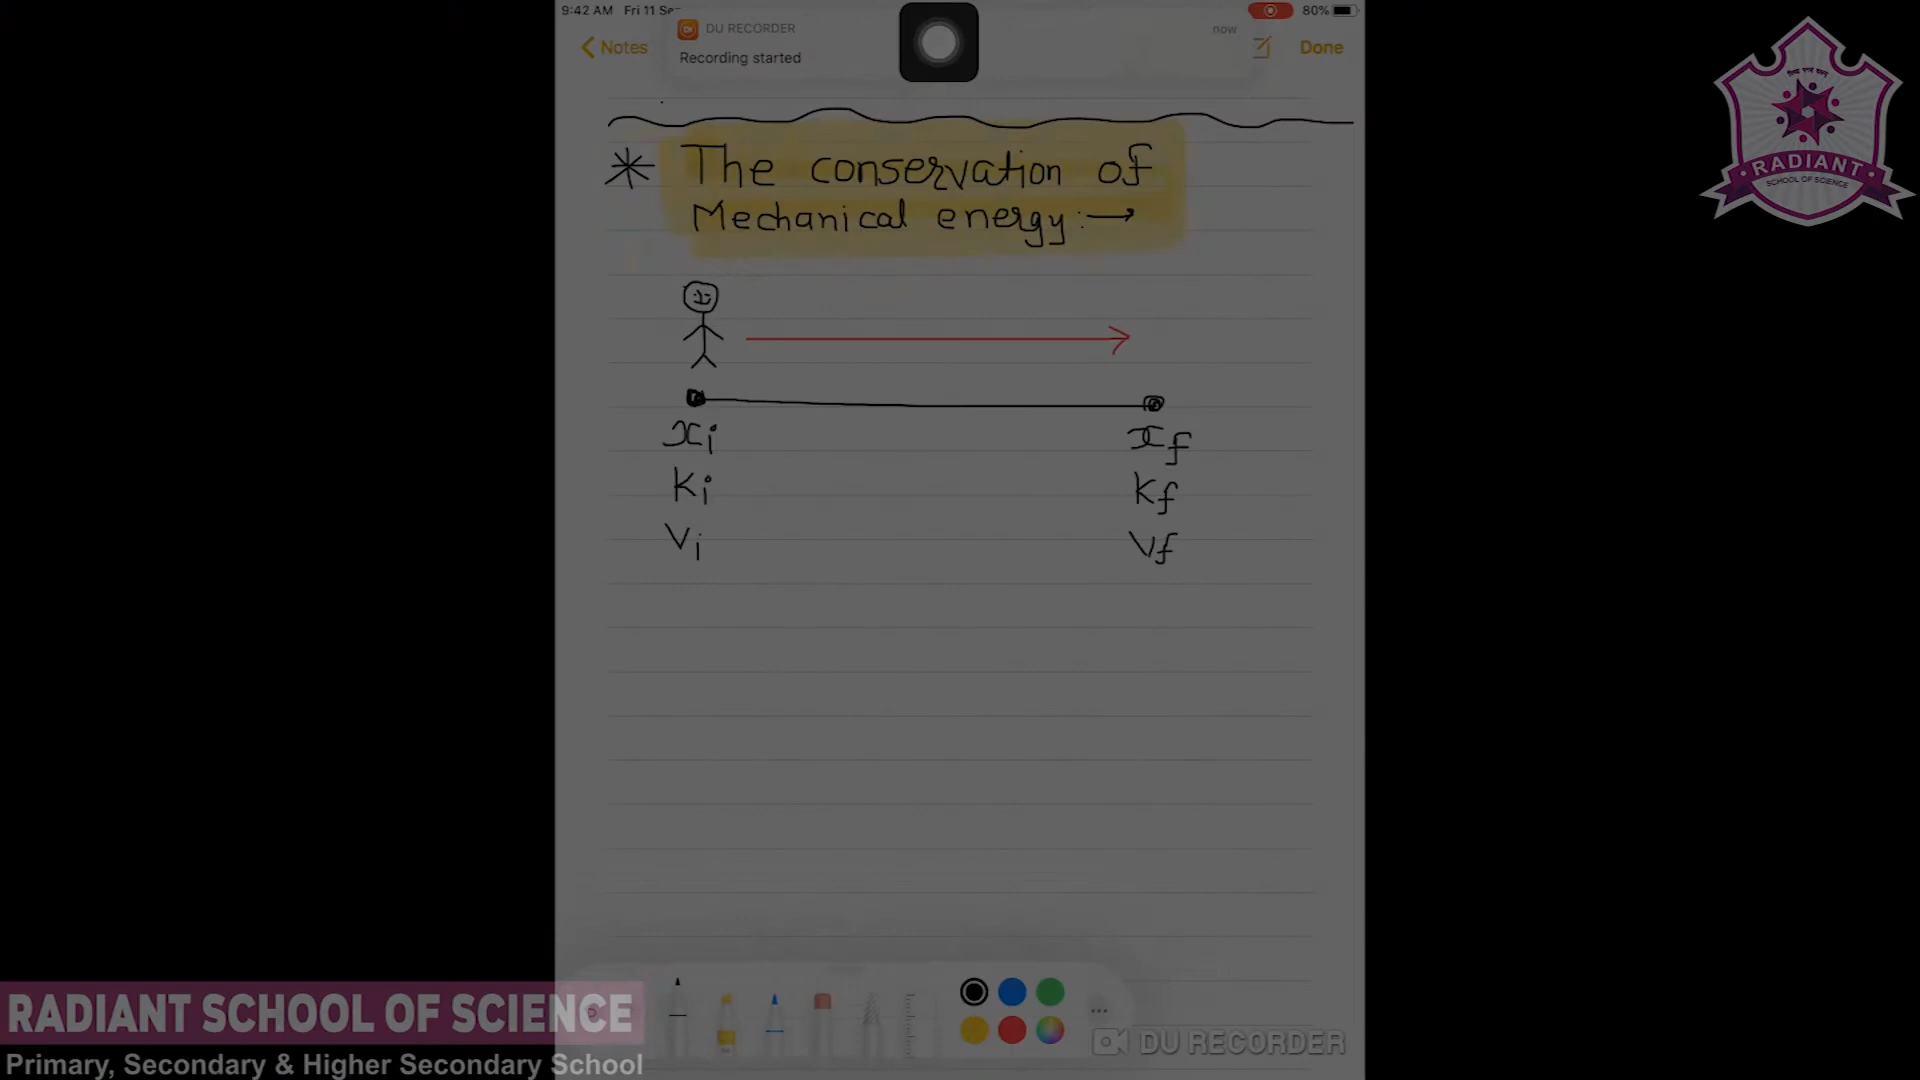 9:42 AM Fri 11 Se
80%
DU RECORDER
now
Recording started
Notes
Done
The conservation of
Mechanical energy :→
xi
xf
Ki
Kf
Vi
Vf
RADIANT
SCHOOL OF SCIENCE
RADIANT SCHOOL OF SCIENCE
Primary, Secondary & Higher Secondary School
DU RECORDER